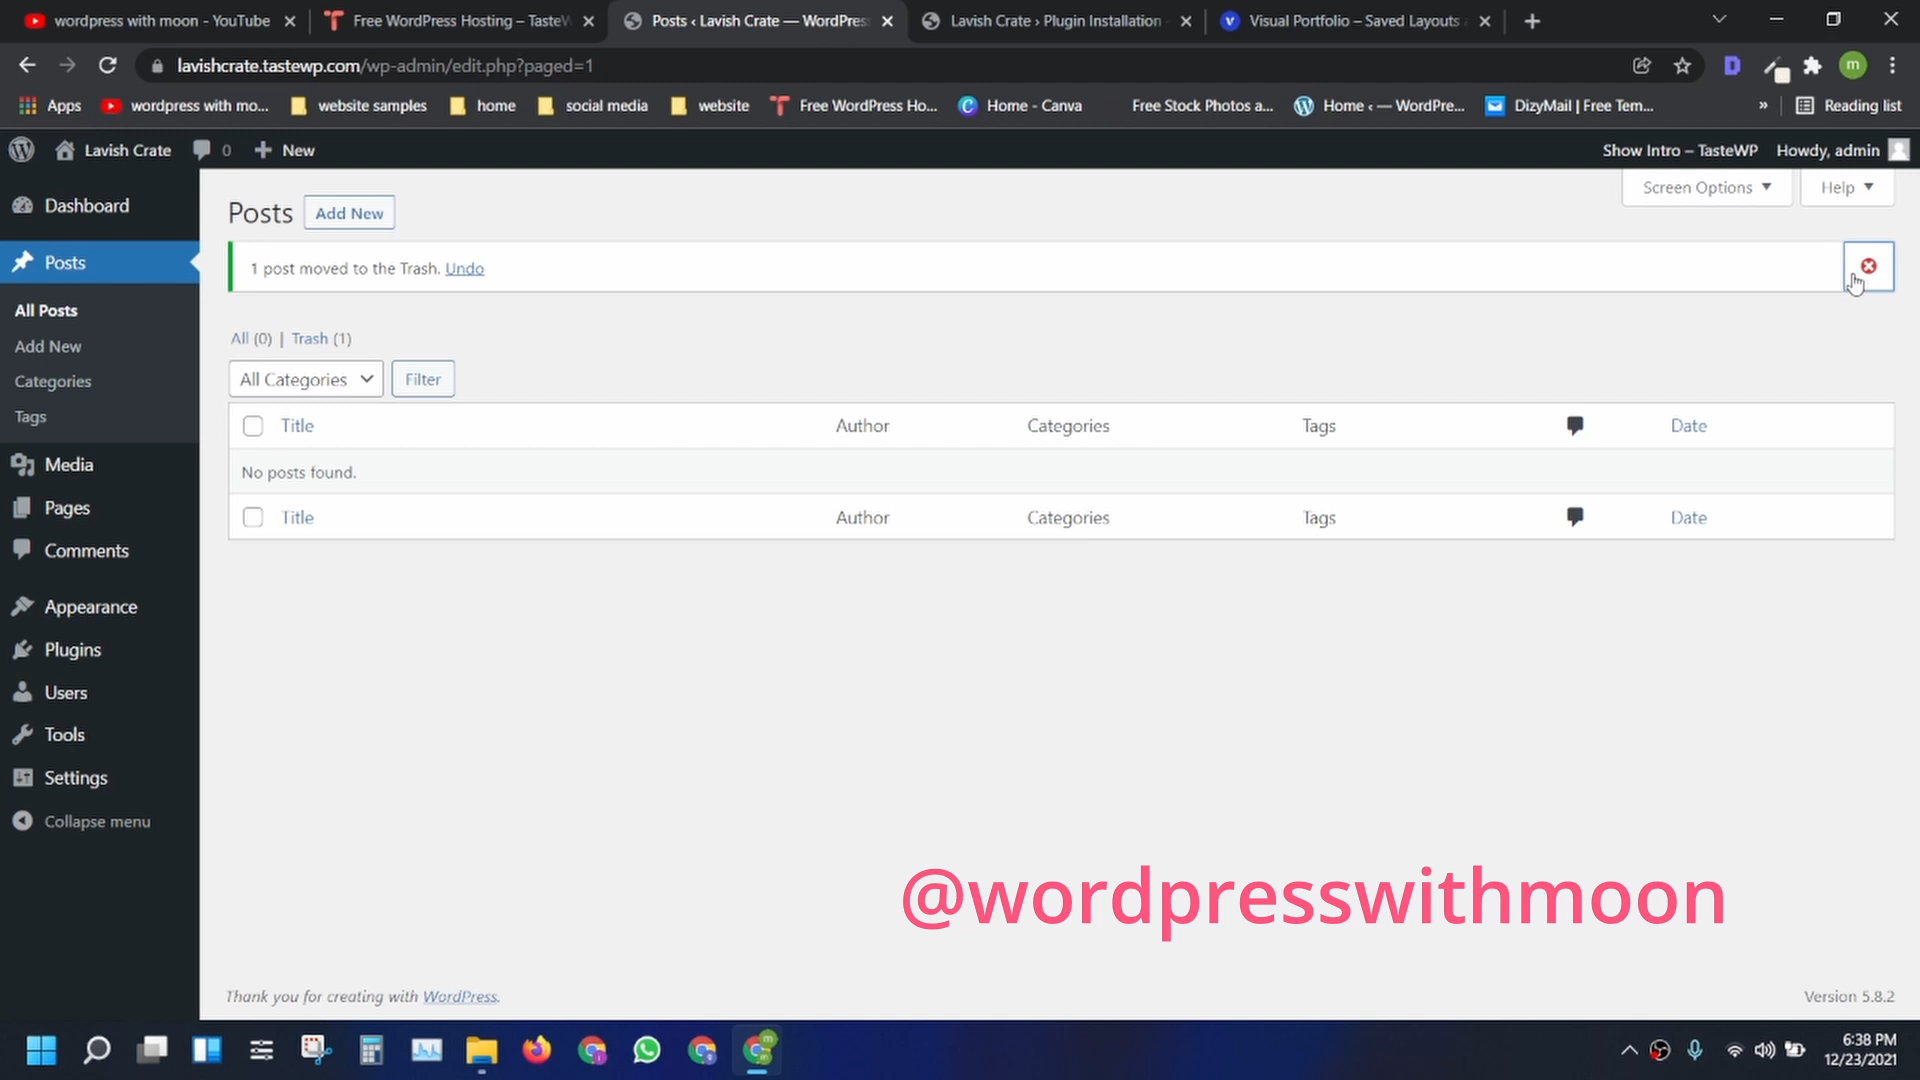 wordpress with moon - YouTube
Free WordPress Hosting – TasteW
Posts ‹ Lavish Crate — WordPres
Lavish Crate › Plugin Installation
Visual Portfolio – Saved Layouts
lavishcrate.tastewp.com/wp-admin/edit.php?paged=1
m
Apps
wordpress with mo...
website samples
home
social media
website
Free WordPress Ho...
Home - Canva
Free Stock Photos a...
Home ‹ — WordPre...
DizyMail | Free Tem...
»
Reading list
Lavish Crate
0
New
Show Intro – TasteWP
Howdy, admin
Screen Options
Help
Dashboard
Posts
All Posts
Add New
Categories
Tags
Media
Pages
Comments
Appearance
Plugins
Users
Tools
Settings
Collapse menu
Posts
Add New
1 post moved to the Trash. Undo
All (0) | Trash (1)
All Categories
Filter
Title Author Categories Tags Date
No posts found.
Title Author Categories Tags Date
@wordpresswithmoon
Thank you for creating with WordPress.
Version 5.8.2
6:38 PM
12/23/2021